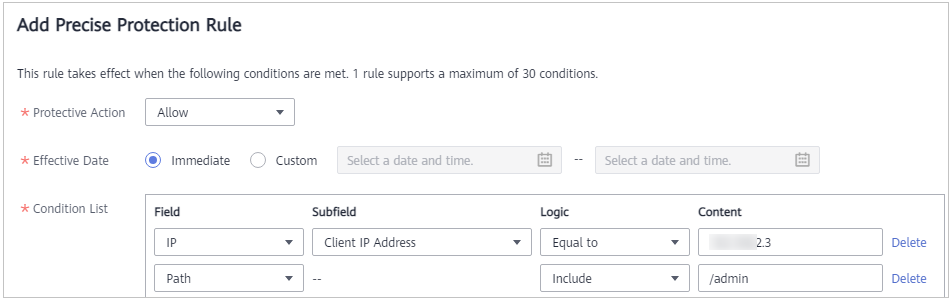 Add Precise Protection Rule
This rule takes effect when the following conditions are met. 1 rule supports a maximum of 30 conditions.
* Protective Action Allow
* Effective Date Immediate Custom Select a date and time. -- Select a date and time.
* Condition List
Field Subfield Logic Content
IP Client IP Address Equal to 2.3 Delete
Path -- Include /admin Delete